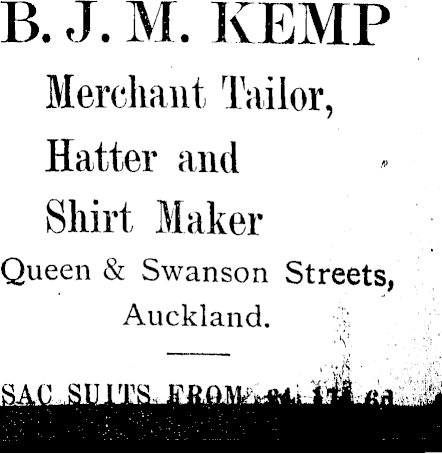 B. J. M. KEMP
Merchant Tailor,
Hatter and
Shirt Maker
Queen & Swanson Streets,
Auckland.
SAC SUITS FROM